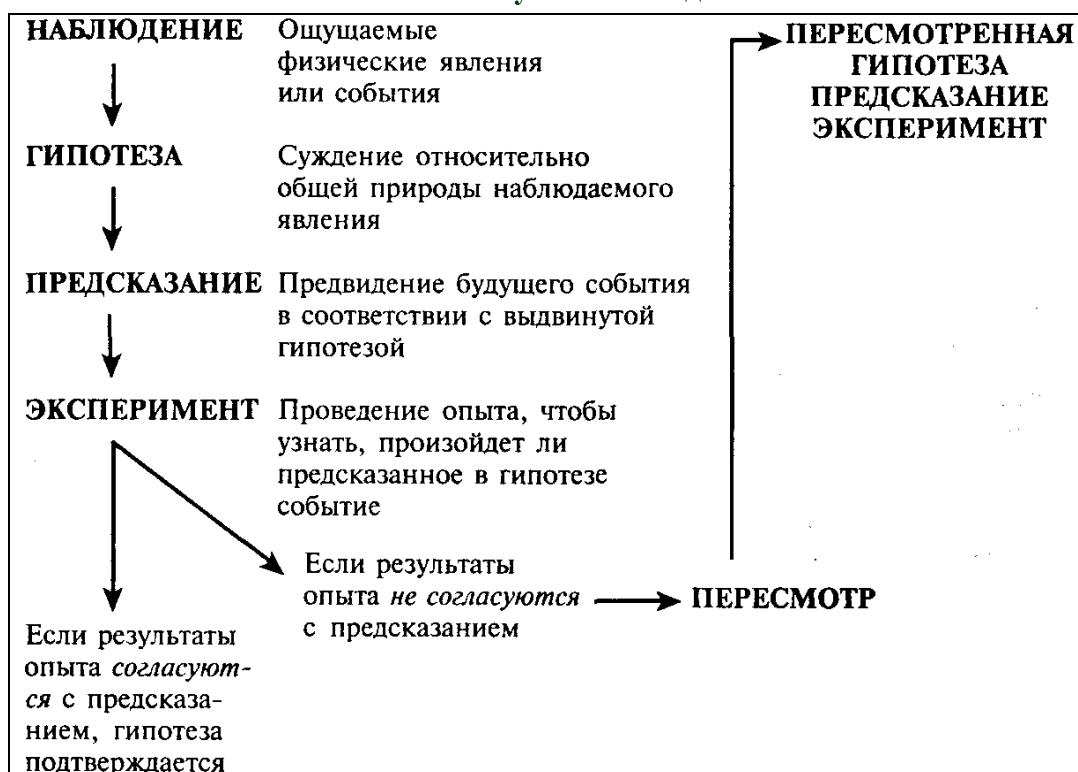 НАБЛЮДЕНИЕ
Ощущаемые
физические явления
или события
ГИПОТЕЗА
Суждение относительно
общей природы наблюдаемого
явления
ПРЕДСКАЗАНИЕ
Предвидение будущего события
в соответствии с выдвинутой
гипотезой
ЭКСПЕРИМЕНТ
Проведение опыта, чтобы
узнать, произойдет ли
предсказанное в гипотезе
событие
Если результаты
опыта согласуют-
ся с предсказа-
нием, гипотеза
подтверждается
Если результаты
опыта не согласуются
с предсказанием
ПЕРЕСМОТР
ПЕРЕСМОТРЕННАЯ
ГИПОТЕЗА
ПРЕДСКАЗАНИЕ
ЭКСПЕРИМЕНТ